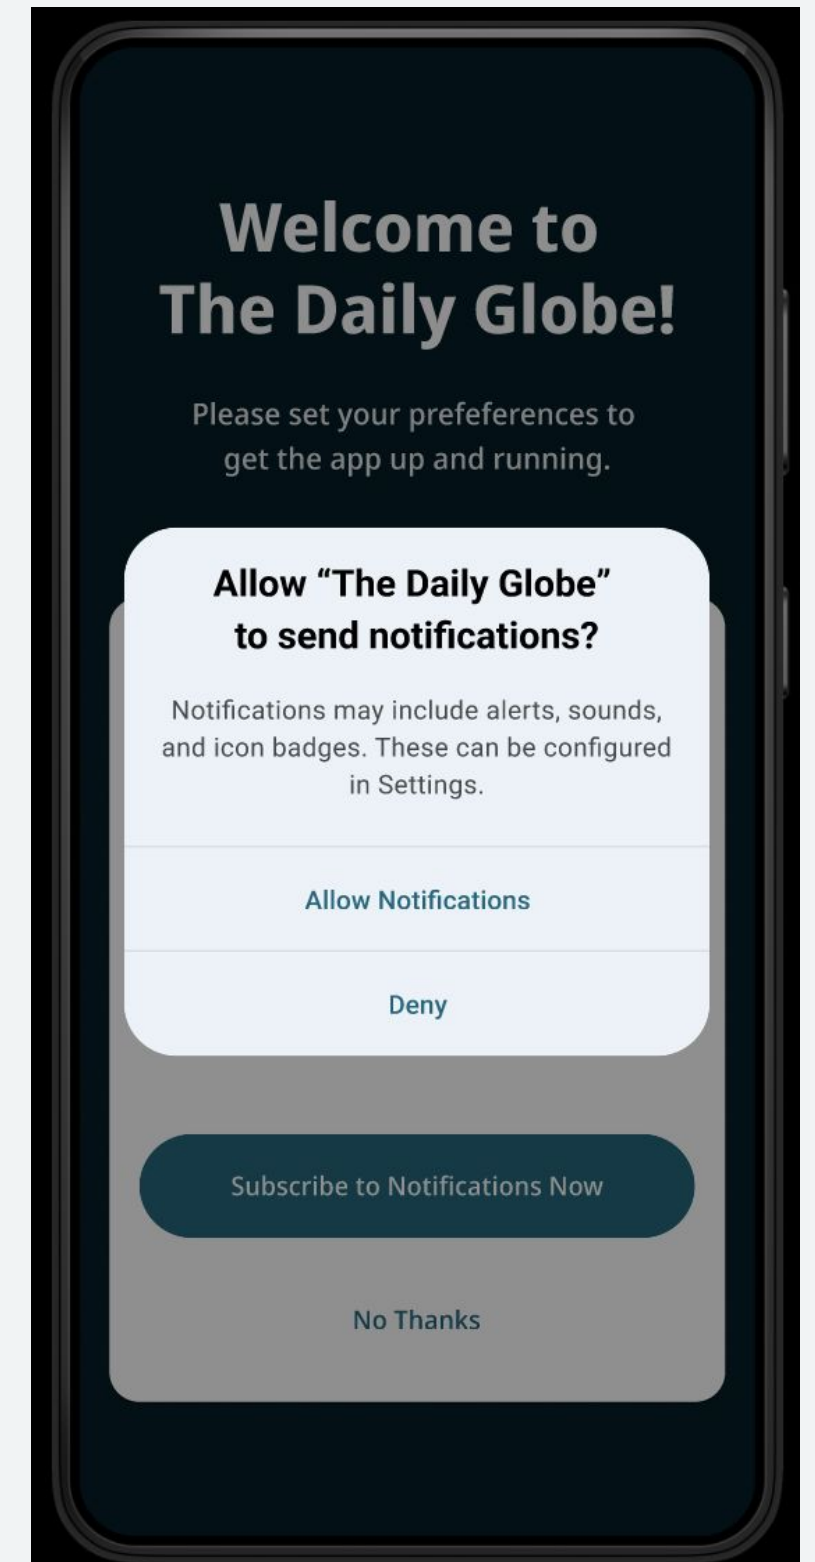 Welcome to
The Daily Globe!
Please set your prefeferences to
get the app up and running.
Allow “The Daily Globe”
to send notifications?
Notifications may include alerts, sounds,
and icon badges. These can be configured
in Settings.
Allow Notifications
Deny
Subscribe to Notifications Now
No Thanks